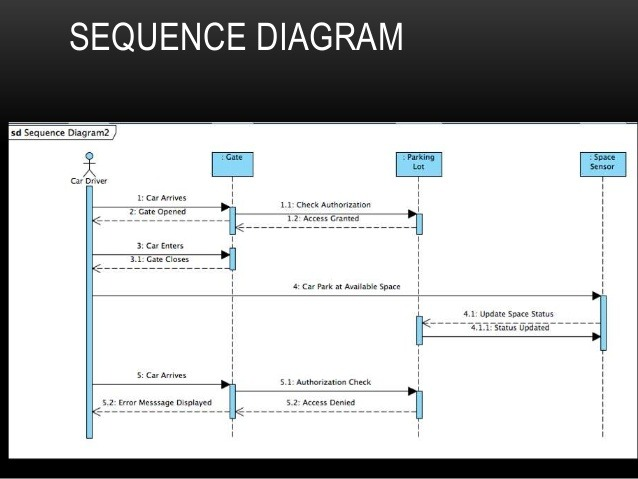 SEQUENCE DIAGRAM
sd Sequence Diagram2
Car Driver
: Gate
: Parking
Lot
: Space
Sensor
1: Car Arrives
1.1: Check Authorization
2: Gate Opened
1.2: Access Granted
3: Car Enters
3.1: Gate Closes
4: Car Park at Available Space
4.1: Update Space Status
4.1.1: Status Updated
5: Car Arrives
5.1: Authorization Check
5.2: Error Messsage Displayed
5.2: Access Denied